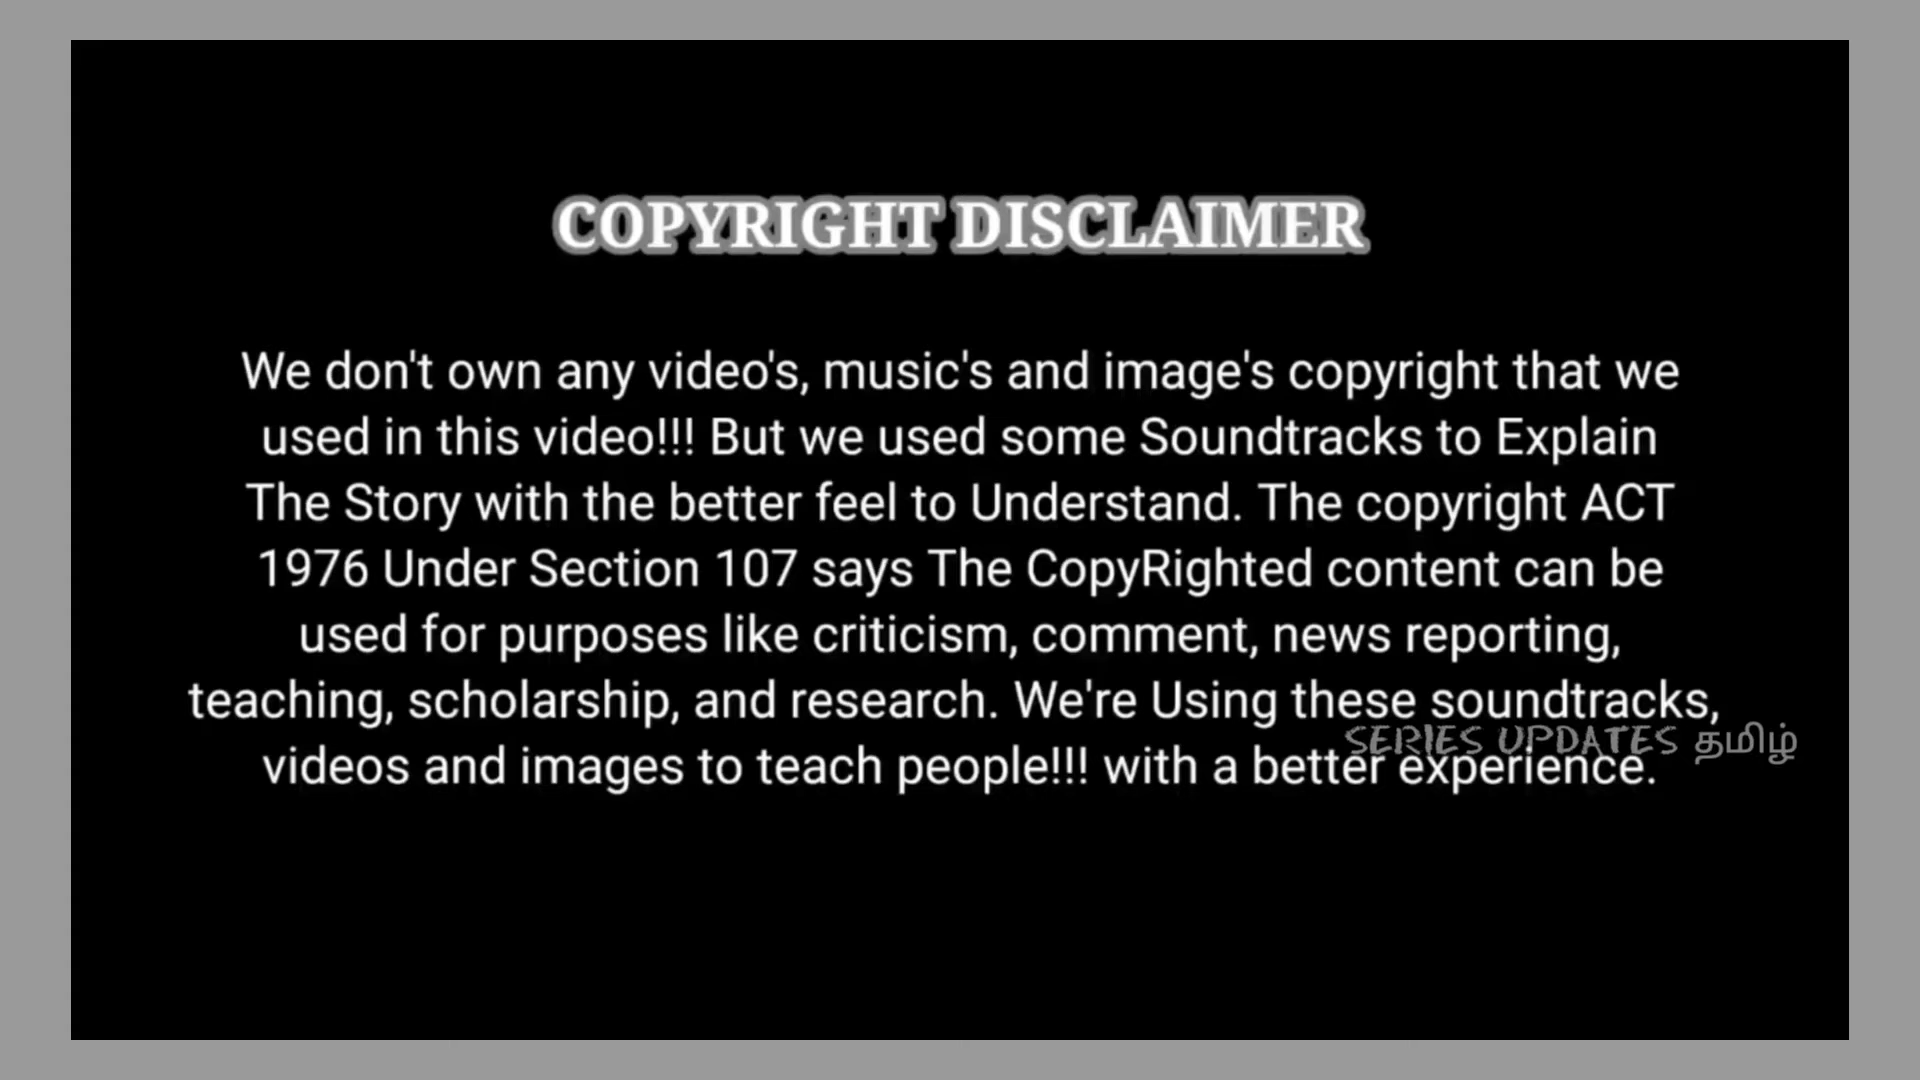 COPYRIGHT DISCLAIMER
We don't own any video's, music's and image's copyright that we
used in this video!!! But we used some Soundtracks to Explain
The Story with the better feel to Understand. The copyright ACT
1976 Under Section 107 says The CopyRighted content can be
used for purposes like criticism, comment, news reporting,
teaching, scholarship, and research. We're Using these soundtracks,
SERIES UPDATES தமிழ்
videos and images to teach people!!! with a better experience.